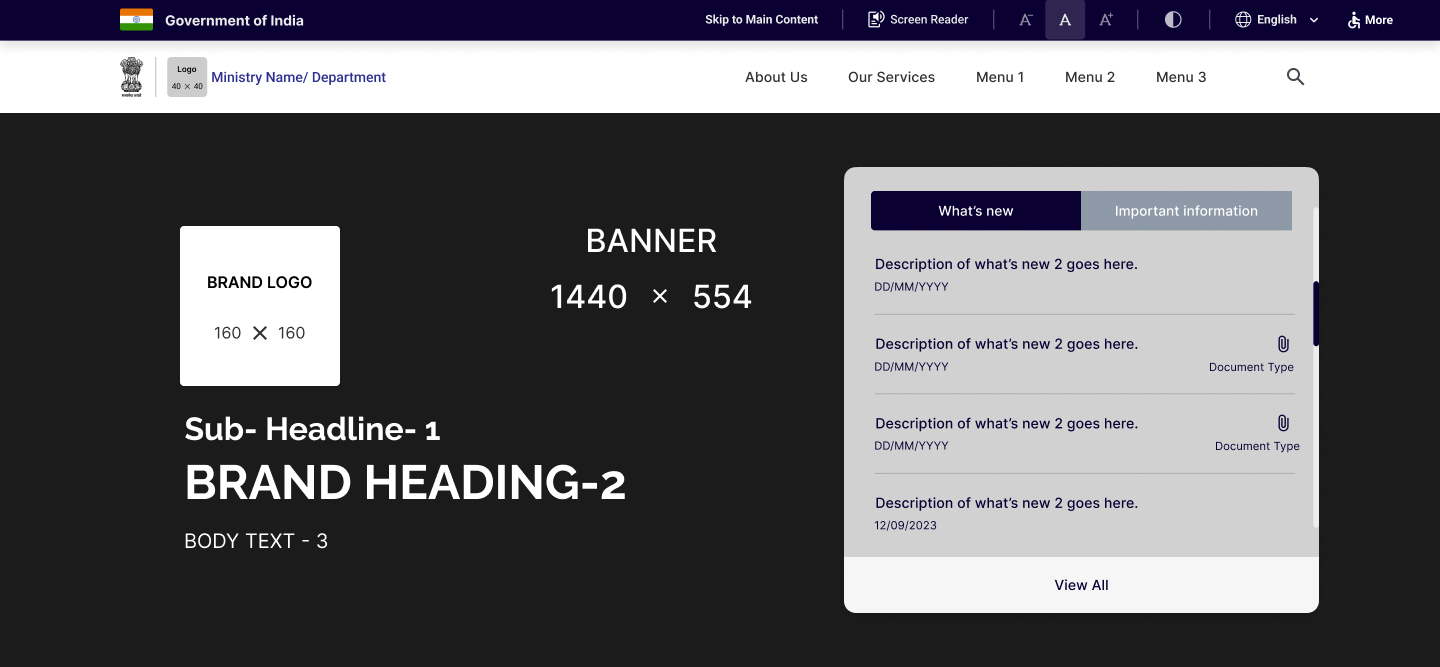 Government of India
Skip to Main Content
Screen Reader
A-
A
A+
English
More
Logo
40 × 40
Ministry Name/ Department
About Us
Our Services
Menu 1
Menu 2
Menu 3
BRAND LOGO
160 × 160
BANNER
1440 × 554
Sub- Headline- 1
BRAND HEADING-2
BODY TEXT - 3
What’s new
Important information
Description of what’s new 2 goes here.
DD/MM/YYYY
Description of what’s new 2 goes here.
DD/MM/YYYY
Document Type
Description of what’s new 2 goes here.
DD/MM/YYYY
Document Type
Description of what’s new 2 goes here.
12/09/2023
View All